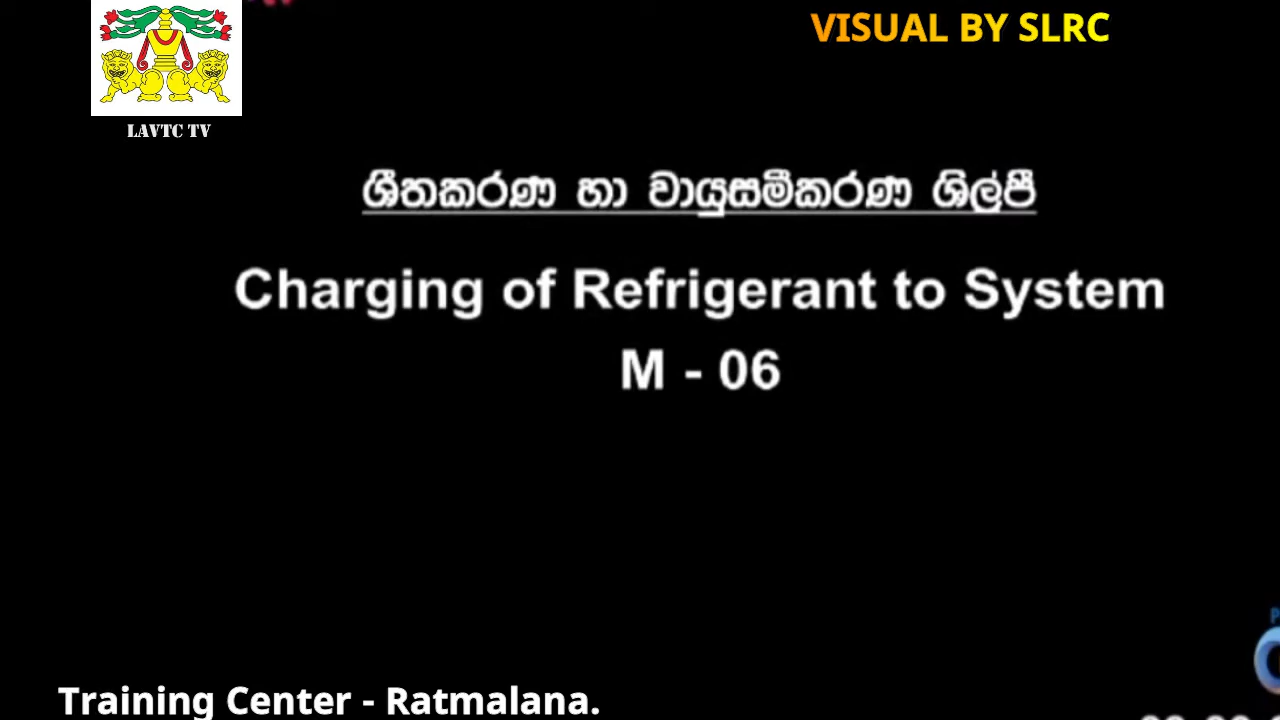 VISUAL BY SLRC
LAVTC TV
ශීතකරණ හා වායුසමීකරණ ශිල්පී
Charging of Refrigerant to System
M - 06
Training Center - Ratmalana.